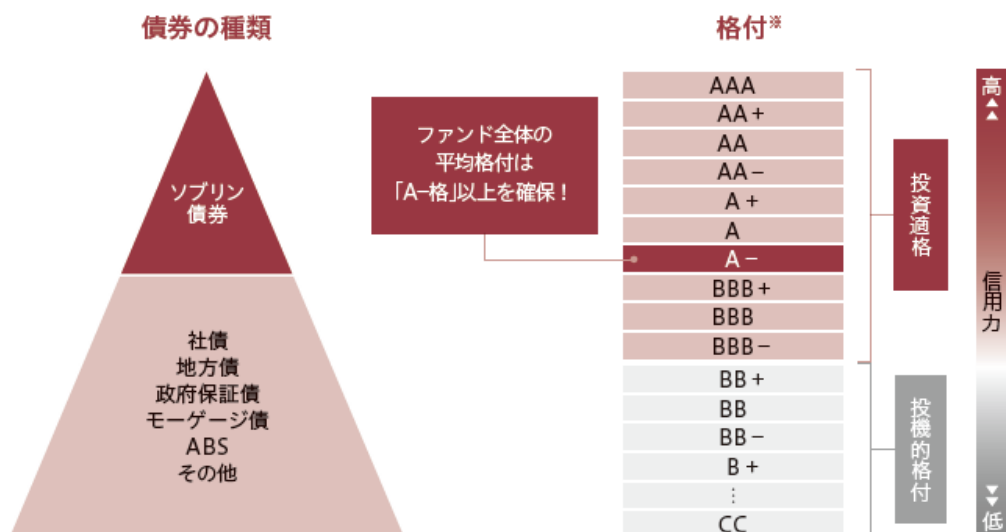 債券の種類
ソブリン
債券
社債
地方債
政府保証債
モーゲージ債
ABS
その他
ファンド全体の
平均格付は
「A−格」以上を確保！
格付※
AAA
AA+
AA
AA−
A+
A
A−
BBB+
BBB
BBB−
BB+
BB
BB−
B+
⋮
CC
投資適格
投機的格付
高
信用力
低